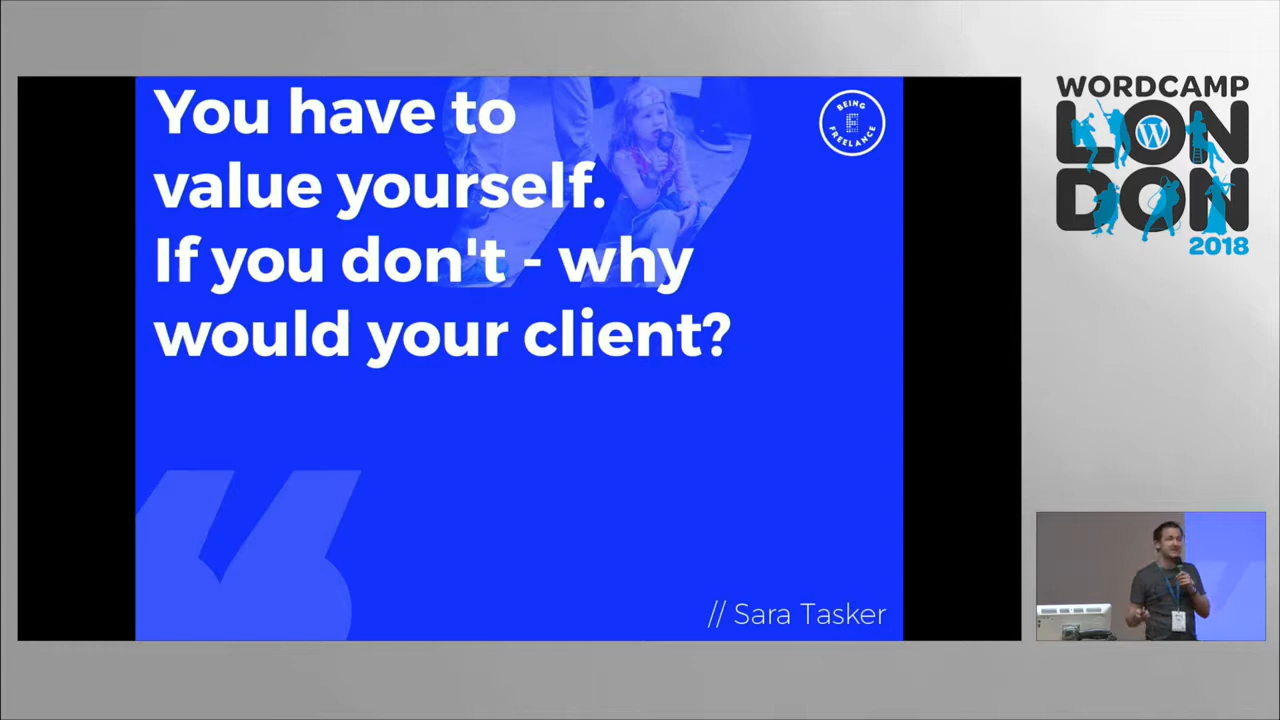 You have to
value yourself.
If you don't - why
would your client?
// Sara Tasker
BEING
FREELANCE
WORDCAMP
LON
DON
2018